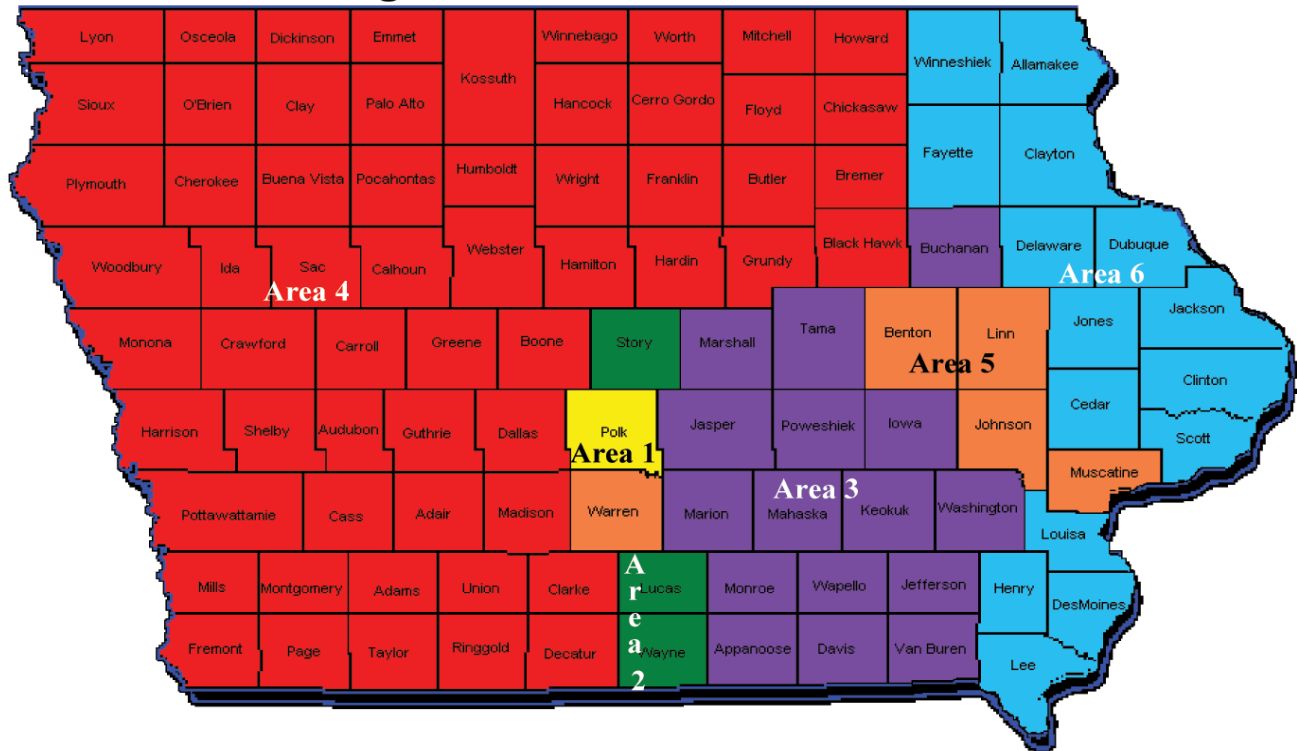 Lyon Osceola Dickinson Emmet Winnebago Worth Mitchell Howard
Kossuth Winneshiek Allamakee
Sioux O'Brien Clay Palo Alto Hancock Cerro Gordo Floyd Chickasaw
Plymouth Cherokee Buena Vista Pocahontas Humboldt Wright Franklin Butler Bremer Fayette Clayton
Woodbury Ida Sac Calhoun Webster Hamilton Hardin Grundy Black Hawk Buchanan Delaware Dubuque
Area 4 Area 6
Monona Crawford Carroll Greene Boone Story Marshall Tama Benton Linn Jones Jackson
Area 5
Clinton
Harrison Shelby Audubon Guthrie Dallas Polk Jasper Poweshiek Iowa Johnson Cedar Scott
Area 1
Muscatine
Area 3
Pottawattamie Cass Adair Madison Warren Marion Mahaska Keokuk Washington
Louisa
Mills Montgomery Adams Union Clarke Lucas Monroe Wapello Jefferson Henry DesMoines
Area 2
Fremont Page Taylor Ringgold Decatur Wayne Appanoose Davis Van Buren Lee